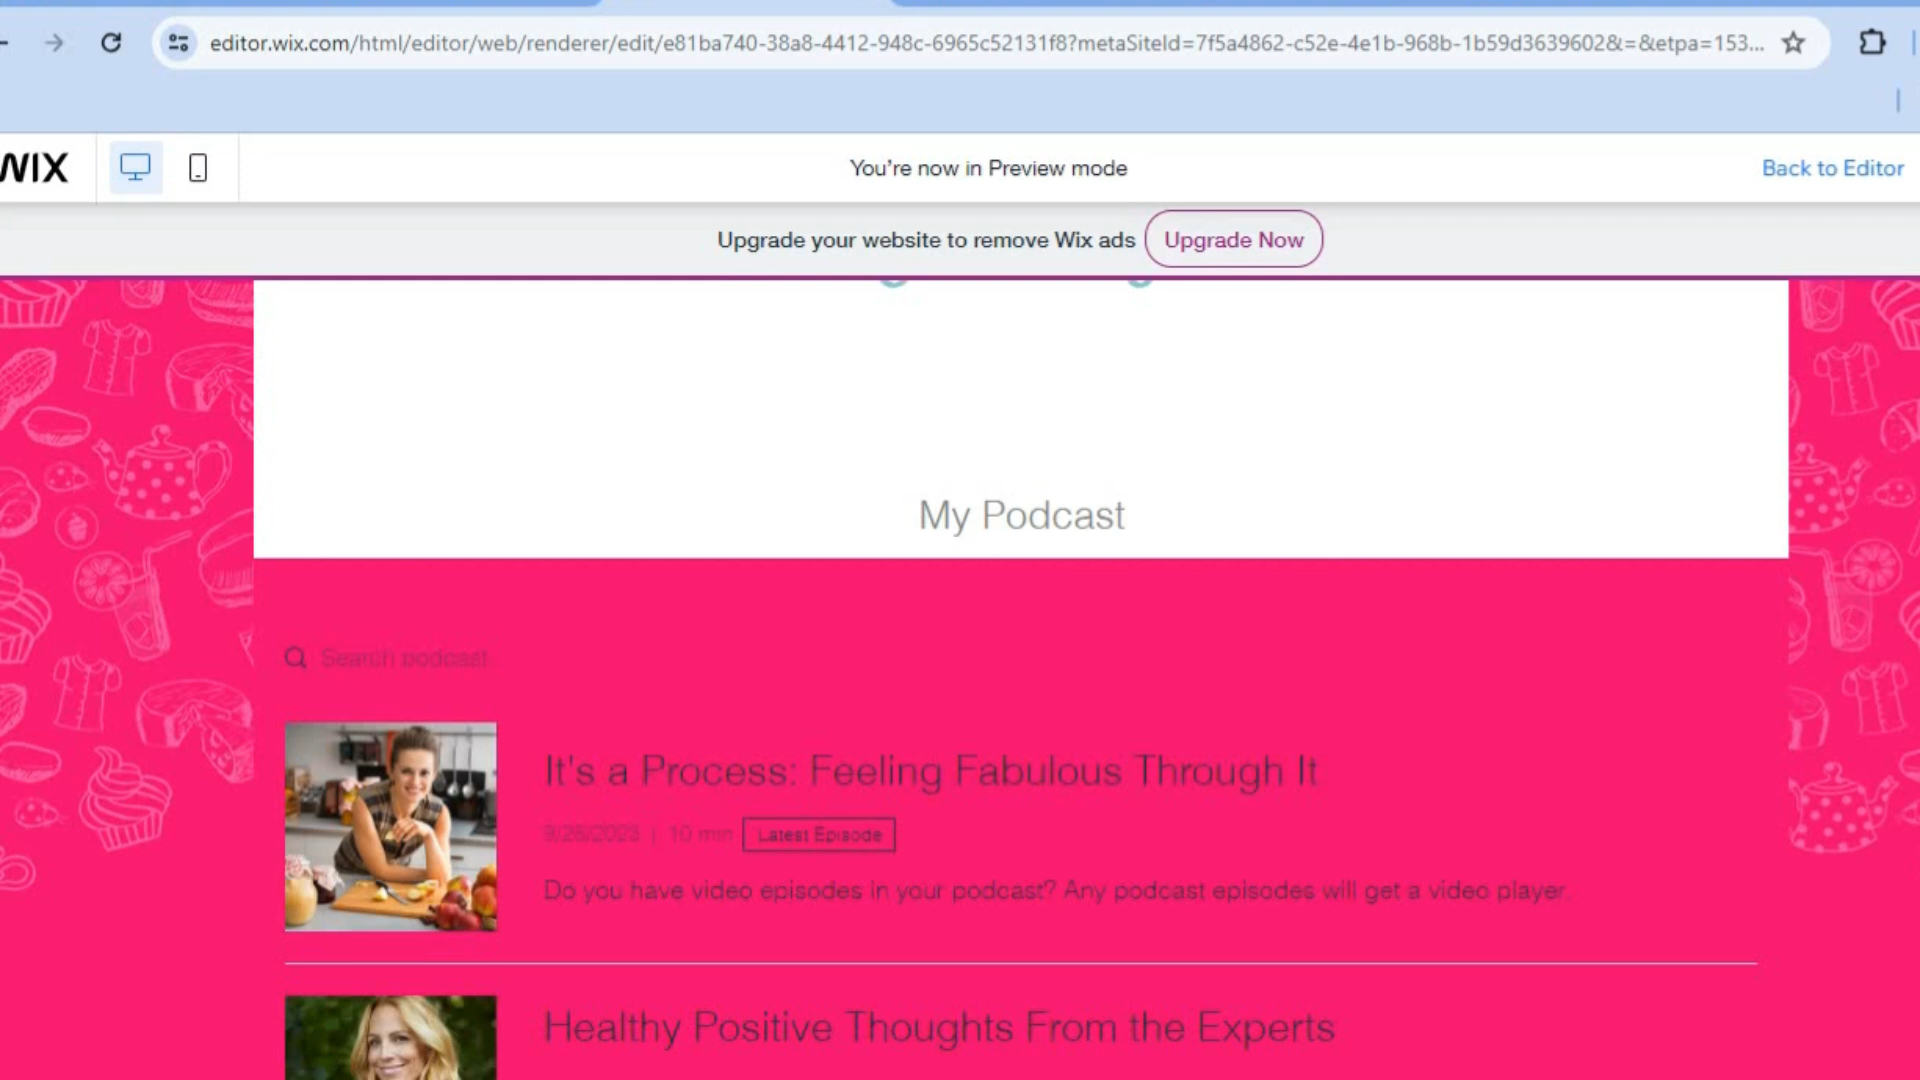 editor.wix.com/html/editor/web/renderer/edit/e81ba740-38a8-4412-948c-6965c52131f8?metaSiteId=7f5a4862-c52e-4e1b-968b-1b59d3639602&=&etpa=153...
WIX
You're now in Preview mode
Back to Editor
Upgrade your website to remove Wix ads
Upgrade Now
My Podcast
Search podcast
It's a Process: Feeling Fabulous Through It
9/26/2023 | 10 min
Latest Episode
Do you have video episodes in your podcast? Any podcast episodes will get a video player.
Healthy Positive Thoughts From the Experts